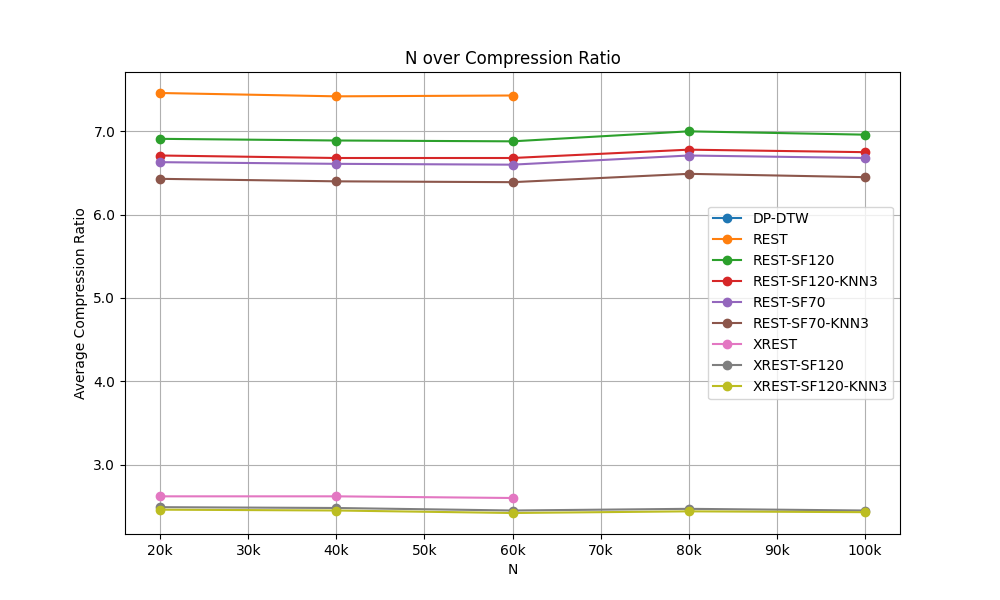 N over Compression Ratio
Average Compression Ratio
7.0
6.0
5.0
4.0
3.0
DP-DTW
REST
REST-SF120
REST-SF120-KNN3
REST-SF70
REST-SF70-KNN3
XREST
XREST-SF120
XREST-SF120-KNN3
20k 30k 40k 50k 60k 70k 80k 90k 100k
N